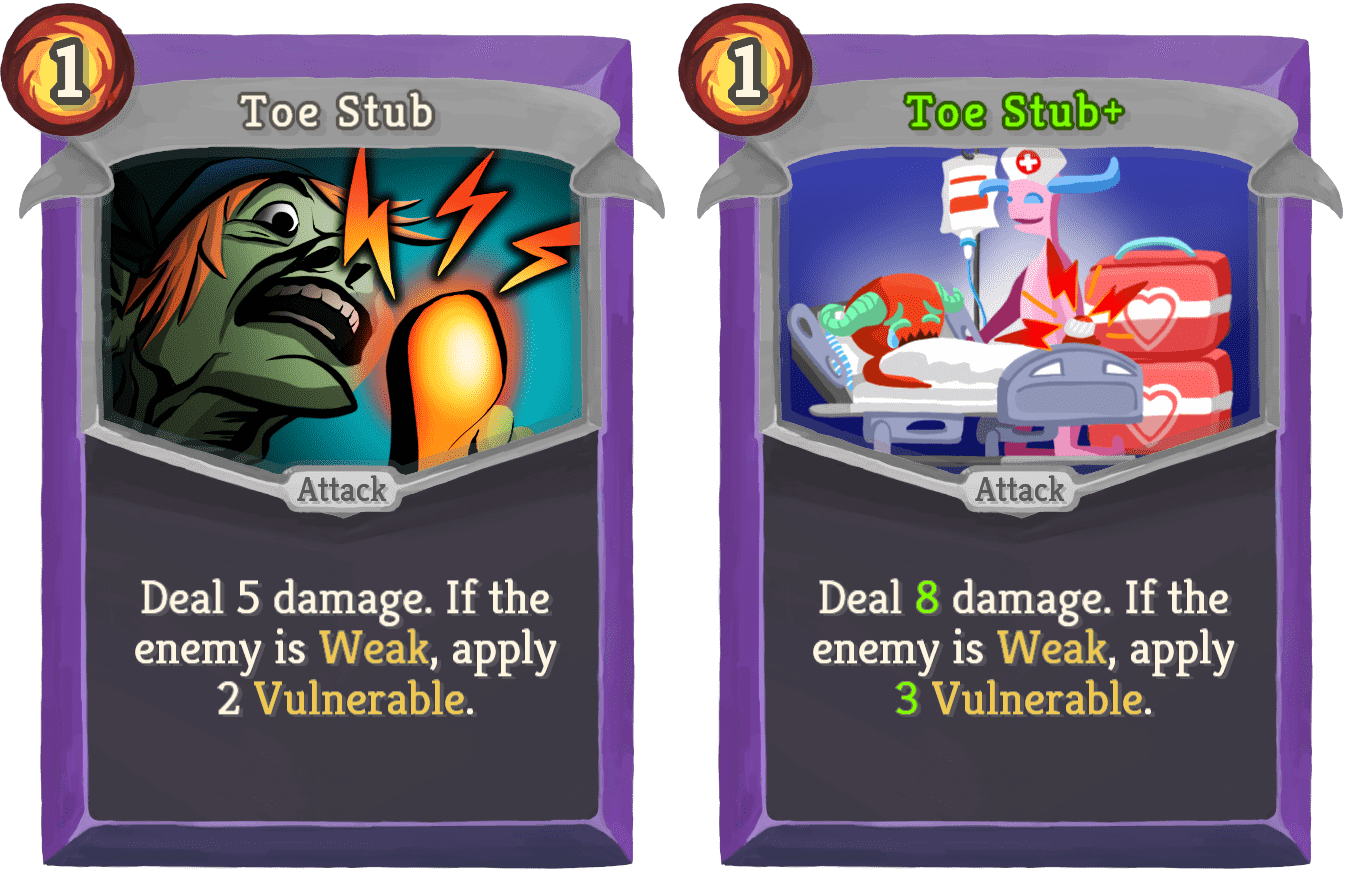 1
Toe Stub
Attack
Deal 5 damage. If the
enemy is Weak, apply
2 Vulnerable.
1
Toe Stub+
Attack
Deal 8 damage. If the
enemy is Weak, apply
3 Vulnerable.